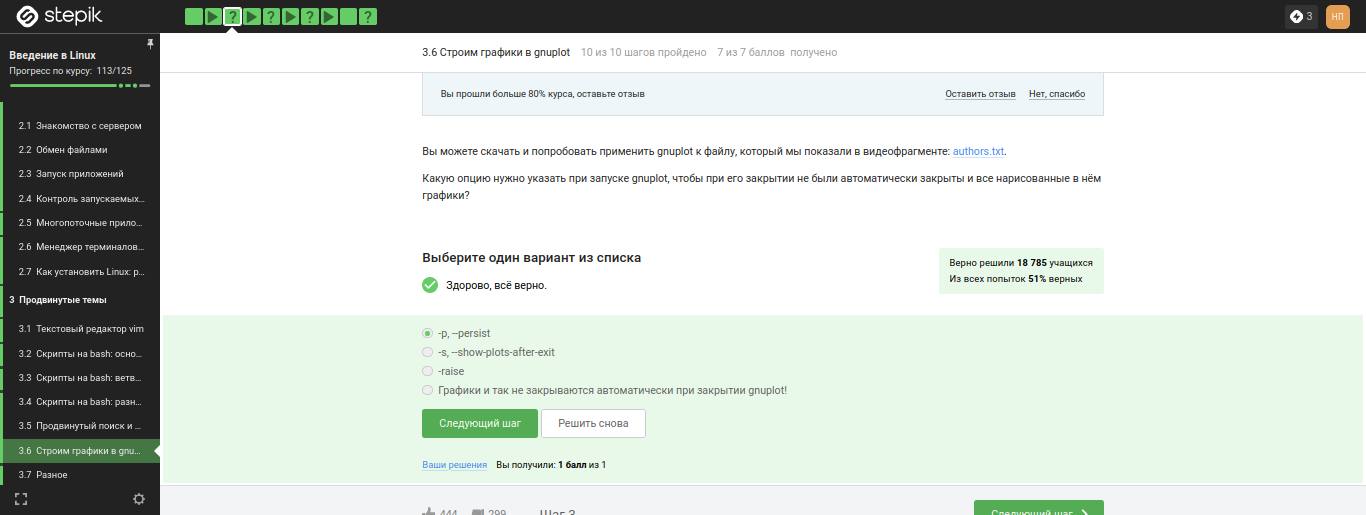 stepik
3
НП
Введение в Linux
Прогресс по курсу: 113/125
2.1 Знакомство с сервером
2.2 Обмен файлами
2.3 Запуск приложений
2.4 Контроль запускаемых...
2.5 Многопоточные прило...
2.6 Менеджер терминалов...
2.7 Как установить Linux: р...
3 Продвинутые темы
3.1 Текстовый редактор vim
3.2 Скрипты на bash: осно...
3.3 Скрипты на bash: ветв...
3.4 Скрипты на bash: разн...
3.5 Продвинутый поиск и ...
3.6 Строим графики в gnu...
3.7 Разное
3.6 Строим графики в gnuplot 10 из 10 шагов пройдено 7 из 7 баллов получено
Вы прошли больше 80% курса, оставьте отзыв
Оставить отзыв Нет, спасибо
Вы можете скачать и попробовать применить gnuplot к файлу, который мы показали в видеофрагменте: authors.txt.
Какую опцию нужно указать при запуске gnuplot, чтобы при его закрытии не были автоматически закрыты и все нарисованные в нём
графики?
Выберите один вариант из списка
Здорово, всё верно.
Верно решили 18 785 учащихся
Из всех попыток 51% верных
-p, --persist
-s, --show-plots-after-exit
-raise
Графики и так не закрываются автоматически при закрытии gnuplot!
Следующий шаг Решить снова
Ваши решения Вы получили: 1 балл из 1
444 299 Шаг 3
Следующий шаг